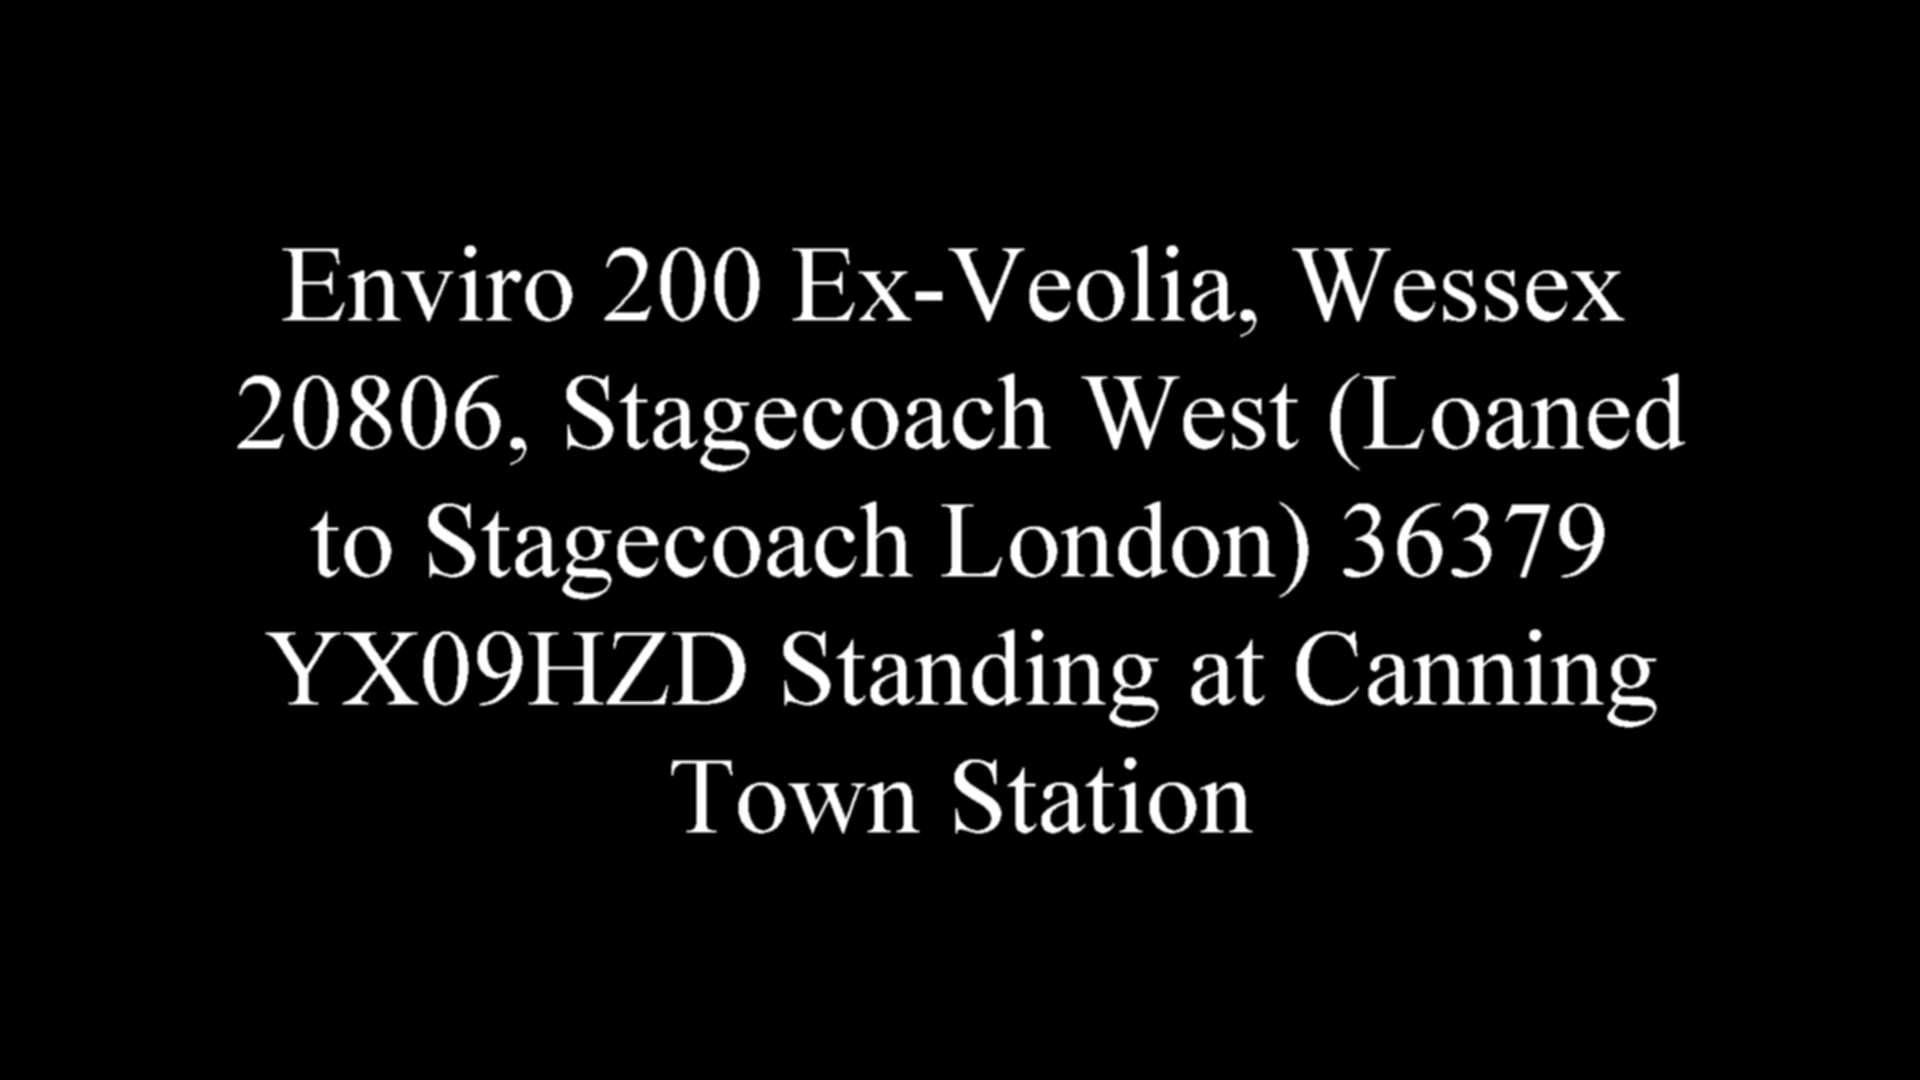 Enviro 200 Ex-Veolia, Wessex
20806, Stagecoach West (Loaned
to Stagecoach London) 36379
YX09HZD Standing at Canning
Town Station